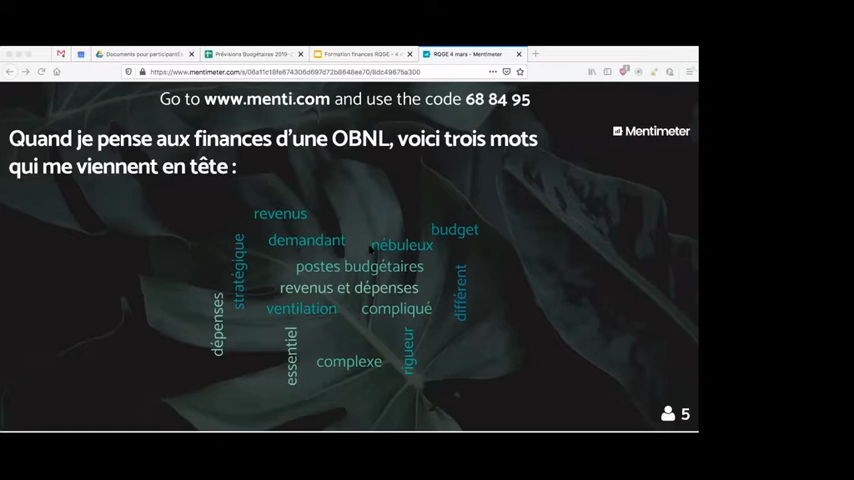 Documents pour participantEs
Prévisions Budgétaires 2019-2
Formation finances RQGE - 4 m
RQGE 4 mars - Mentimeter
https://www.mentimeter.com/s/06a11c18fe674306d697d72b8648ee70/8dc49675a300
Go to www.menti.com and use the code 68 84 95
Quand je pense aux finances d'une OBNL, voici trois mots
qui me viennent en tête :
Mentimeter
revenus
budget
demandant
nébuleux
stratégique
postes budgétaires
revenus et dépenses
différent
ventilation
compliqué
dépenses
essentiel
rigueur
complexe
5